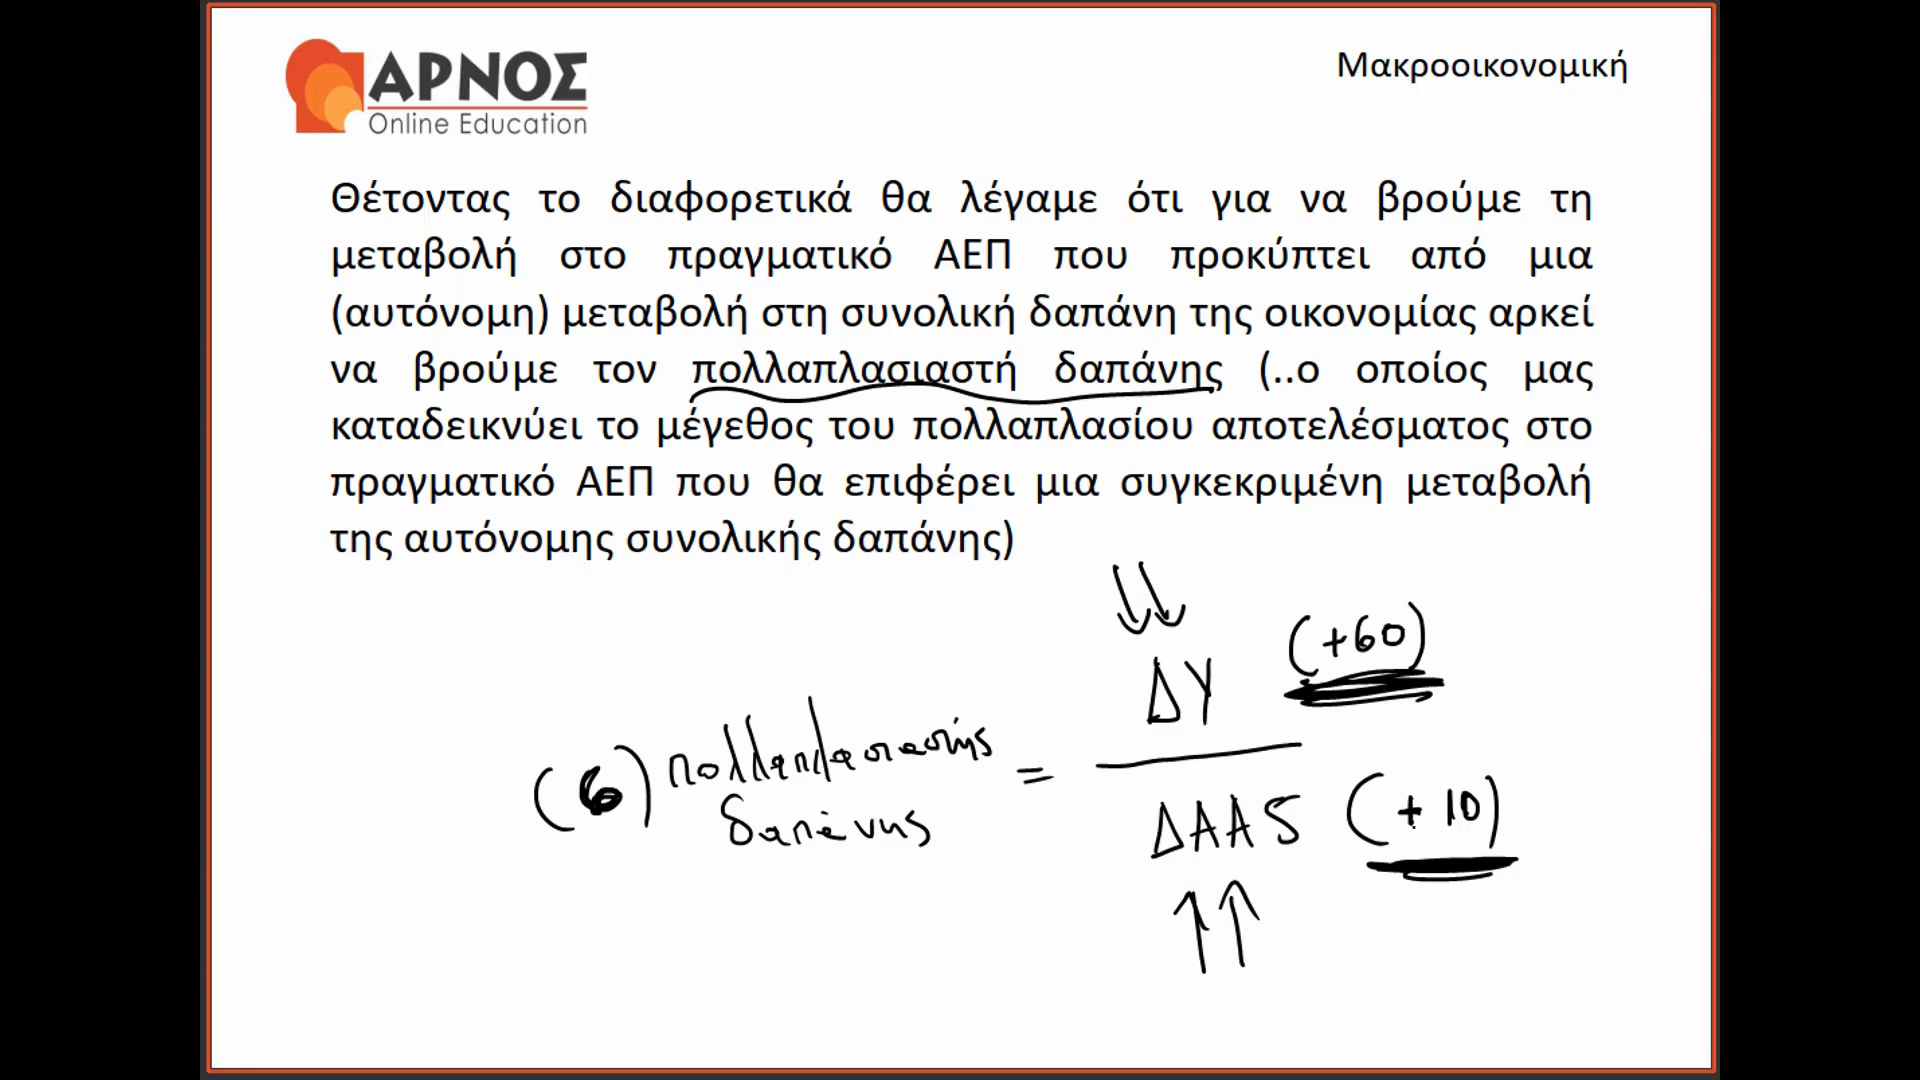 ΑΡΝΟΣ
Online Education
Μακροοικονομική
Θέτοντας το διαφορετικά θα λέγαμε ότι για να βρούμε τη
μεταβολή στο πραγματικό ΑΕΠ που προκύπτει από μια
(αυτόνομη) μεταβολή στη συνολική δαπάνη της οικονομίας αρκεί
να βρούμε τον πολλαπλασιαστή δαπάνης (..ο οποίος μας
καταδεικνύει το μέγεθος του πολλαπλασίου αποτελέσματος στο
πραγματικό ΑΕΠ που θα επιφέρει μια συγκεκριμένη μεταβολή
της αυτόνομης συνολικής δαπάνης)
ΔΥ (+60)
(6) πολλαπλασιαστής
δαπάνης =
ΔΑΑS (+10)